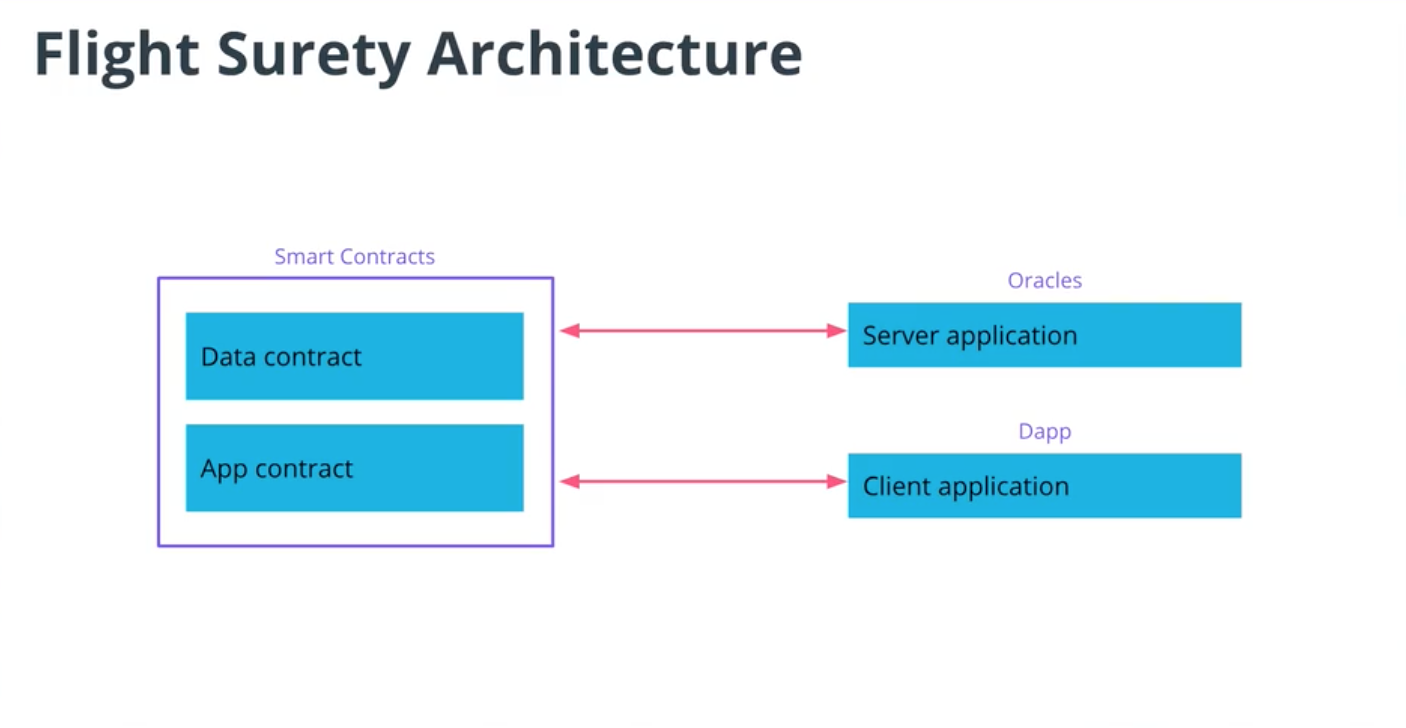 Flight Surety Architecture
Smart Contracts
Data contract
App contract
Oracles
Server application
Dapp
Client application